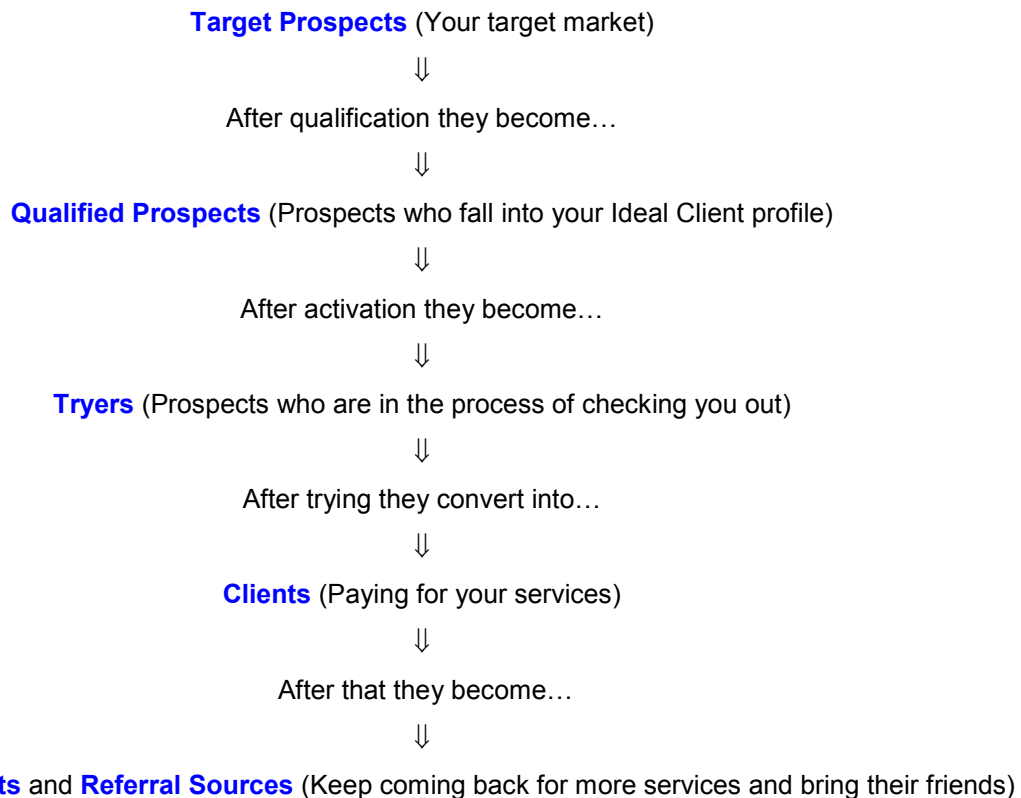 Target Prospects (Your target market)
⇓
After qualification they become…
⇓
Qualified Prospects (Prospects who fall into your Ideal Client profile)
⇓
After activation they become…
⇓
Tryers (Prospects who are in the process of checking you out)
⇓
After trying they convert into…
⇓
Clients (Paying for your services)
⇓
After that they become…
⇓
and Referral Sources (Keep coming back for more services and bring their friends)